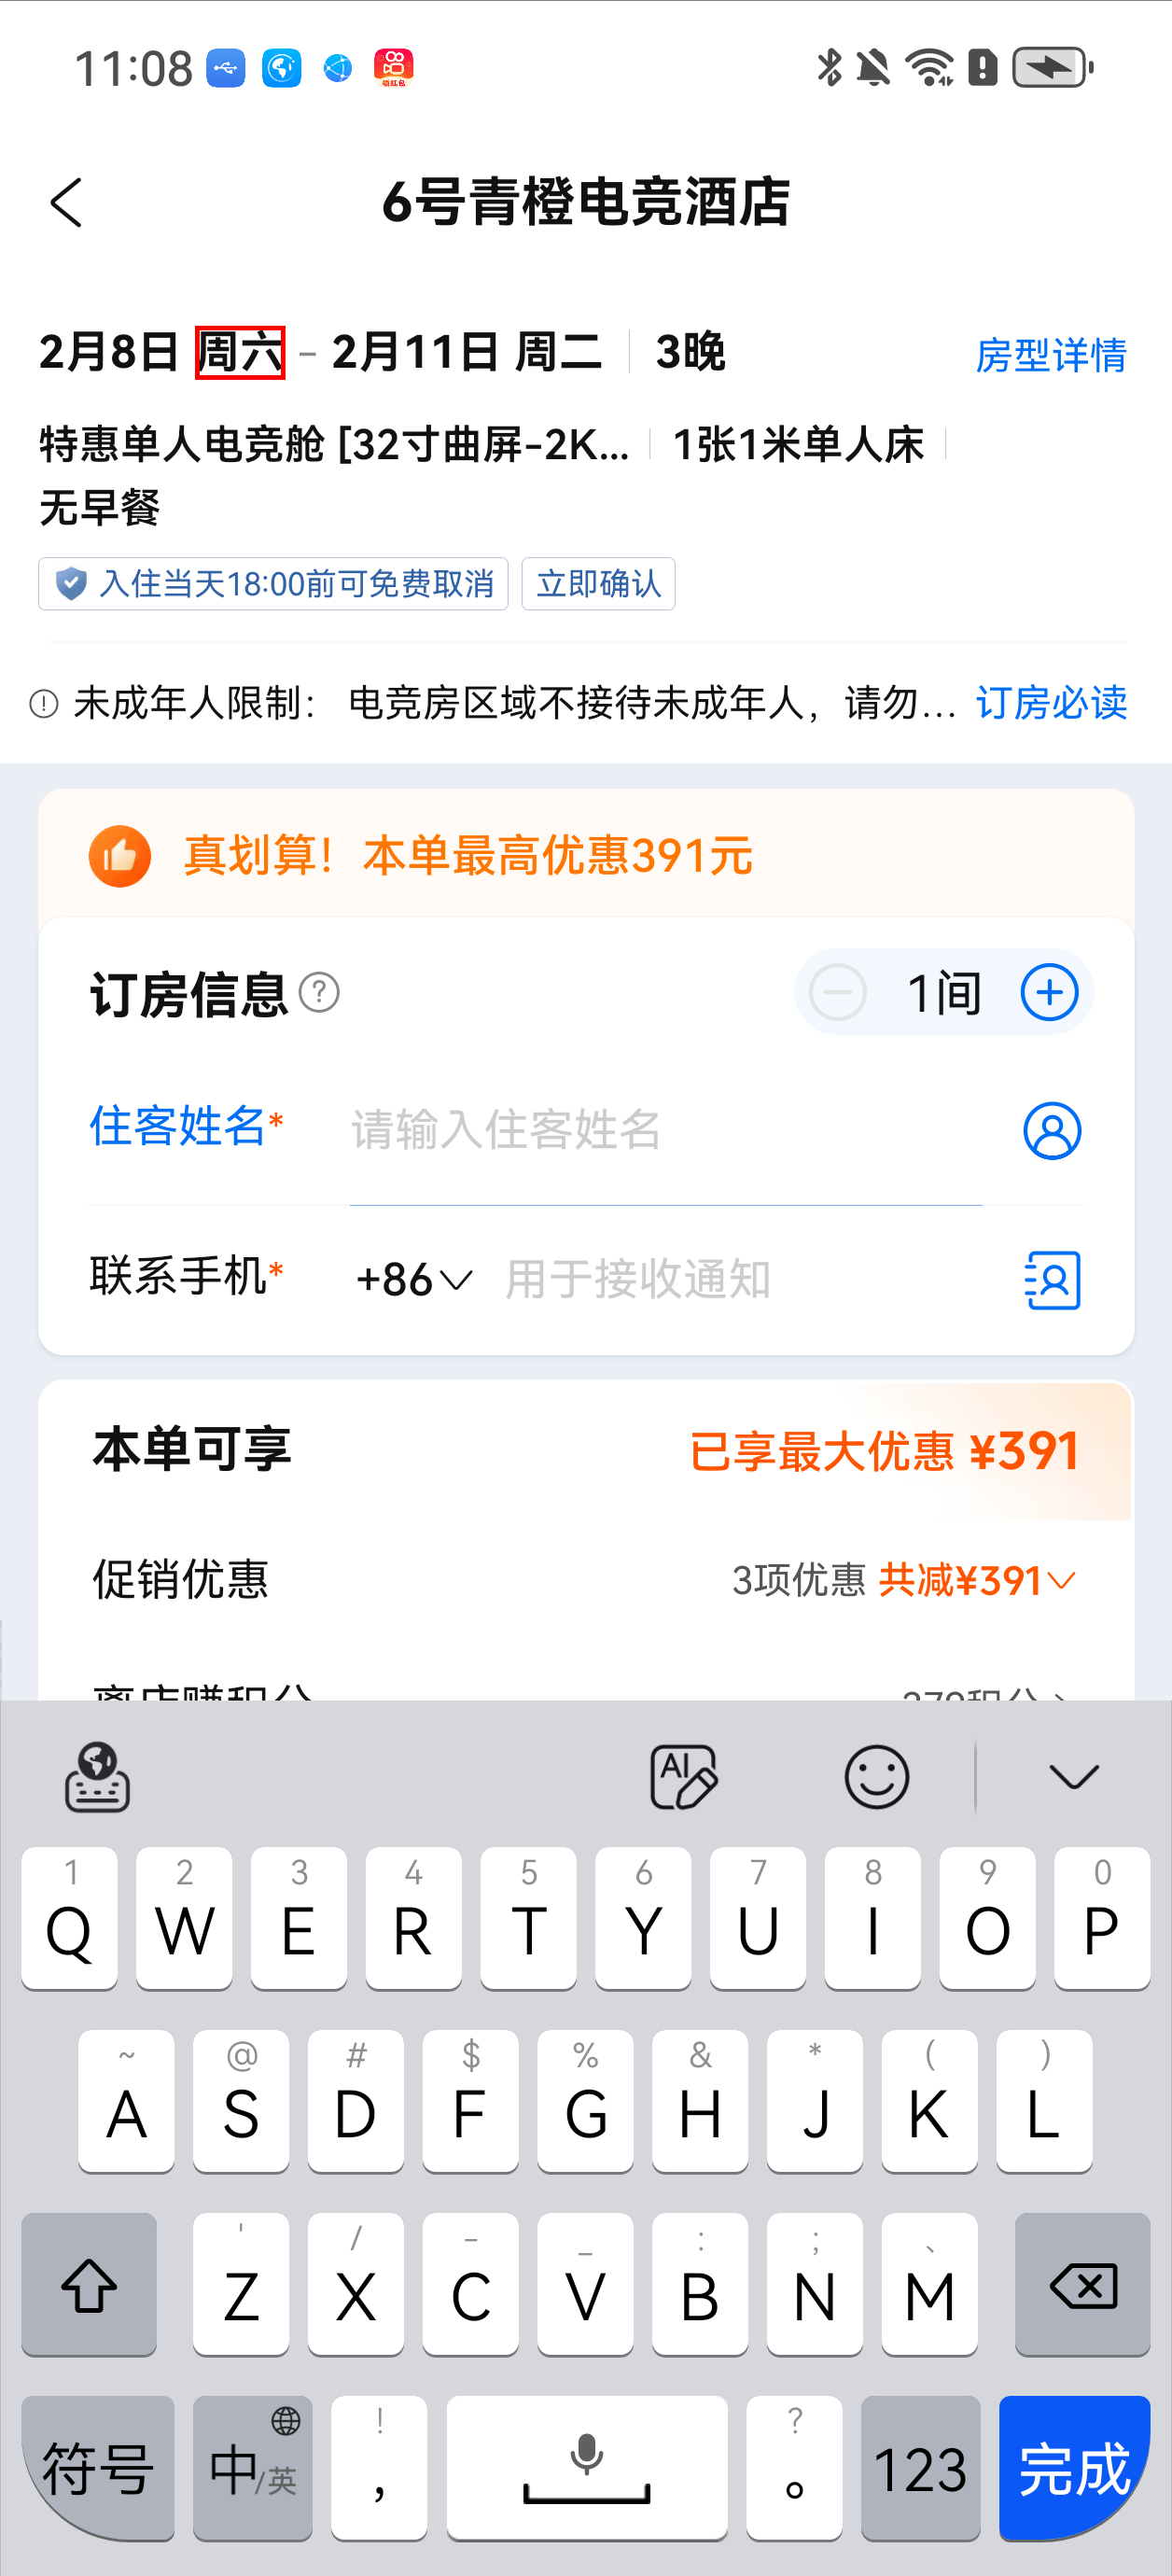 11:08
6号青橙电竞酒店
2月8日 周六 - 2月11日 周二 3晚 房型详情
特惠单人电竞舱 [32寸曲屏-2K... 1张1米单人床
无早餐
入住当天18:00前可免费取消 立即确认
未成年人限制： 电竞房区域不接待未成年人，请勿... 订房必读
真划算！本单最高优惠391元
订房信息 ? 1间
住客姓名* 请输入住客姓名
联系手机* +86 用于接收通知
本单可享 已享最大优惠 ¥391
促销优惠 3项优惠 共减¥391
AI
1 2 3 4 5 6 7 8 9 0
Q W E R T Y U I O P
~ @ # $ % & * ( )
A S D F G H J K L
' / - _ : ; 、
Z X C V B N M
符号 中/英 ! ， ? 。 123 完成